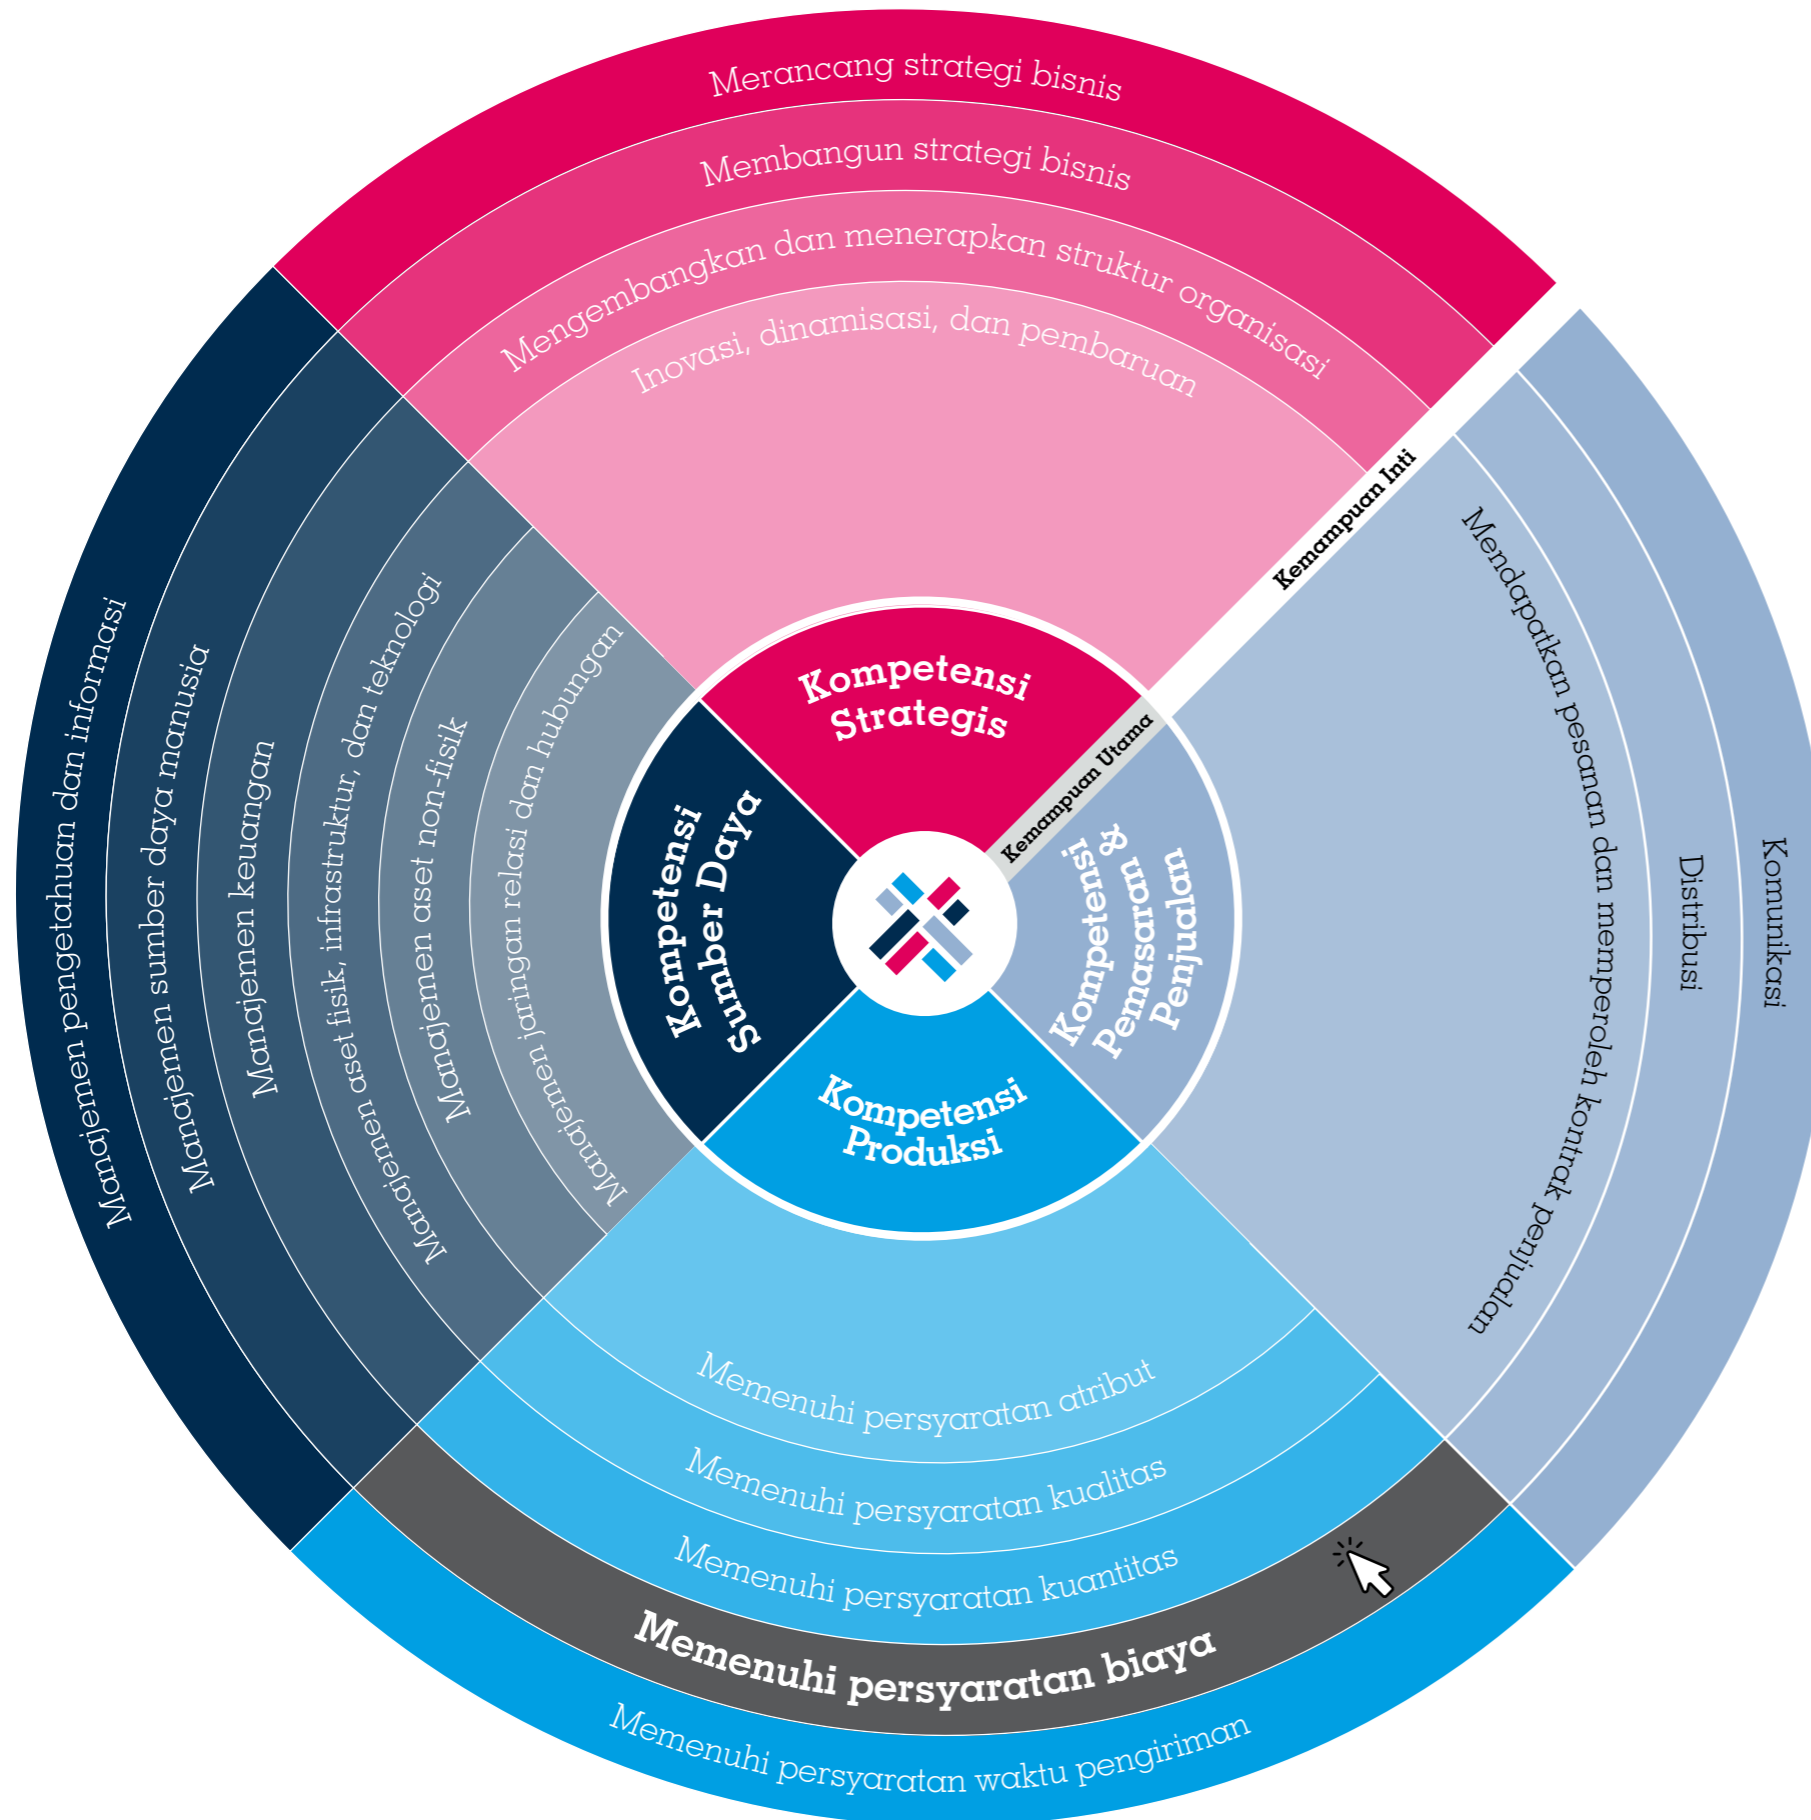 Merancang strategi bisnis
Membangun strategi bisnis
Mengembangkan dan menerapkan struktur organisasi
Inovasi, dinamisasi, dan pembaruan
Kompetensi
Strategis
Kemampuan Inti
Kemampuan Utama
Kompetensi
Pemasaran &
Penjualan
Mendapatkan pesanan dan memperoleh kontrak penjualan
Distribusi
Komunikasi
Kompetensi
Produksi
Memenuhi persyaratan atribut
Memenuhi persyaratan kualitas
Memenuhi persyaratan kuantitas
Memenuhi persyaratan biaya
Memenuhi persyaratan waktu pengiriman
Kompetensi
Sumber Daya
Manajemen pengetahuan dan informasi
Manajemen sumber daya manusia
Manajemen keuangan
Manajemen aset fisik, infrastruktur, dan teknologi
Manajemen aset non-fisik
Manajemen jaringan relasi dan hubungan